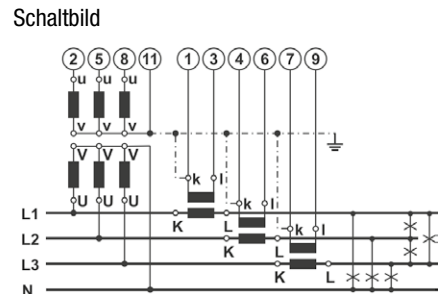 Schaltbild
2 5 8 11 1 3 4 6 7 9
u u u
v v v
k l
V V V
k l
U U U
k l
L1
K L
L2
K L
L3
K L
N